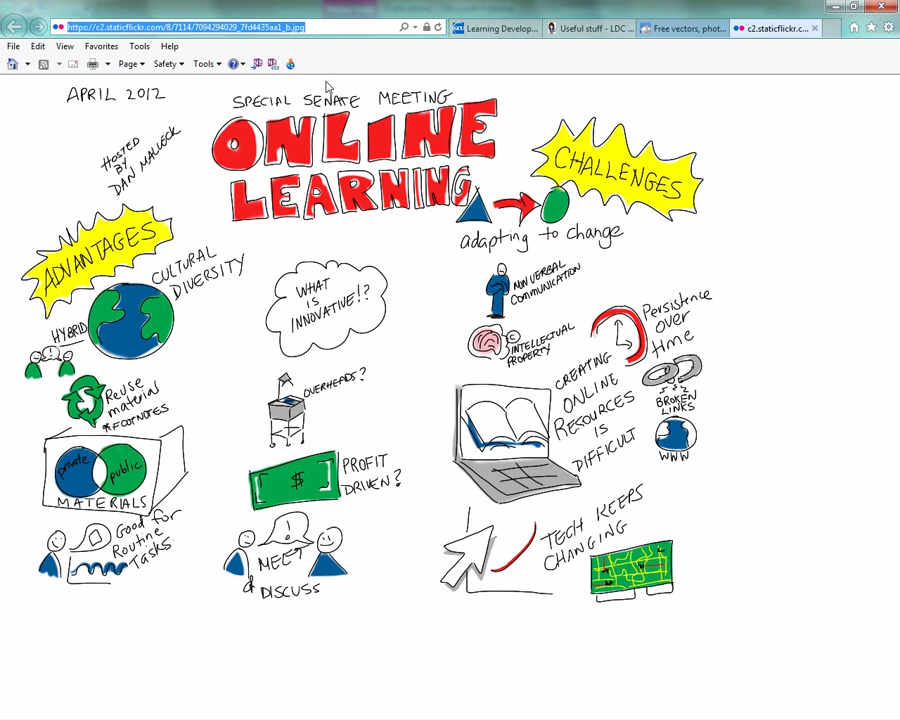 https://c2.staticflickr.com/8/7114/7094294029_7fd4435aa1_b.jpg
Learning Develop...
Useful stuff - LDC ...
Free vectors, phot...
c2.staticflickr.c...
File Edit View Favorites Tools Help
Page Safety Tools
APRIL 2012
HOSTED
BY
DAN MALLECK
SPECIAL SENATE MEETING
ONLINE
LEARNING
ADVANTAGES
CULTURAL
DIVERSITY
HYBRID
!
REUSE
material
*FOOTNOTES
private
public
MATERIALS
Good for
Routine
TASKS.
WHAT
IS
INNOVATIVE!?
OVERHEADS?
$
PROFIT
DRIVEN?
!
MEET
& DISCUSS
CHALLENGES
adapting to change
NON VERBAL
COMMUNICATION
©
INTELLECTUAL
PROPERTY
Persistence
over
time
CREATING
ONLINE
RESOURCES
IS
DIFFICULT
BROKEN
LINKS
WWW
TECH KEEPS
CHANGING